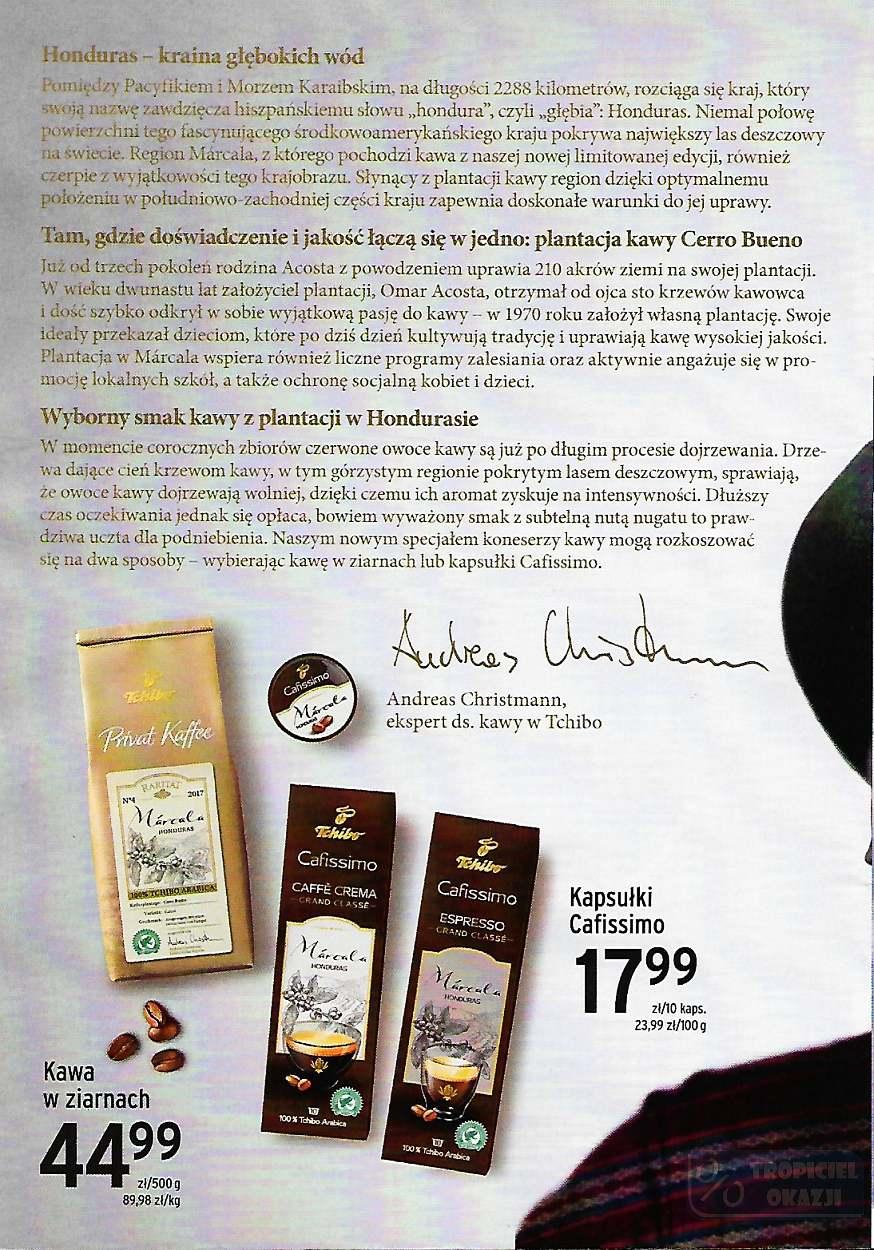 Honduras – kraina głębokich wód
Pomiędzy Pacyfikiem i Morzem Karaibskim, na długości 2288 kilometrów, rozciąga się kraj, który
swoją nazwę zawdzięcza hiszpańskiemu słowu „hondura”, czyli „głębia”: Honduras. Niemal połowę
powierzchni tego fascynującego środkowoamerykańskiego kraju pokrywa największy las deszczowy
na świecie. Region Márcala, z którego pochodzi kawa z naszej nowej limitowanej edycji, również
czerpie z wyjątkowości tego krajobrazu. Słynący z plantacji kawy region dzięki optymalnemu
położeniu w południowo-zachodniej części kraju zapewnia doskonałe warunki do jej uprawy.
Tam, gdzie doświadczenie i jakość łączą się w jedno: plantacja kawy Cerro Bueno
Już od trzech pokoleń rodzina Acosta z powodzeniem uprawia 210 akrów ziemi na swojej plantacji.
W wieku dwunastu lat założyciel plantacji, Omar Acosta, otrzymał od ojca sto krzewów kawowca
i dość szybko odkrył w sobie wyjątkową pasję do kawy – w 1970 roku założył własną plantację. Swoje
ideały przekazał dzieciom, które po dziś dzień kultywują tradycję i uprawiają kawę wysokiej jakości.
Plantacja w Márcala wspiera również liczne programy zalesiania oraz aktywnie angażuje się w pro-
mocję lokalnych szkół, a także ochronę socjalną kobiet i dzieci.
Wyborny smak kawy z plantacji w Hondurasie
W momencie corocznych zbiorów czerwone owoce kawy są już po długim procesie dojrzewania. Drze-
wa dające cień krzewom kawy, w tym górzystym regionie pokrytym lasem deszczowym, sprawiają,
że owoce kawy dojrzewają wolniej, dzięki czemu ich aromat zyskuje na intensywności. Dłuższy
czas oczekiwania jednak się opłaca, bowiem wyważony smak z subtelną nutą nugatu to praw-
dziwa uczta dla podniebienia. Naszym nowym specjałem koneserzy kawy mogą rozkoszować
się na dwa sposoby – wybierając kawę w ziarnach lub kapsułki Cafissimo.
Andreas Christmann
Andreas Christmann,
ekspert ds. kawy w Tchibo
Tchibo
Privat Kaffee
RARITÄT
Nº4 2017
Márcala
HONDURAS
100% TCHIBO ARABICA
Cafissimo
Márcala
HONDURAS
Tchibo
Cafissimo
CAFFÈ CREMA
GRAND CLASSÉ
Márcala
HONDURAS
100% Tchibo Arabica
Tchibo
Cafissimo
ESPRESSO
GRAND CLASSÉ
Márcala
HONDURAS
100% Tchibo Arabica
Kapsułki
Cafissimo
17 99
zł/10 kaps.
23,99 zł/100 g
Kawa
w ziarnach
44 99
zł/500 g
89,98 zł/kg
TROPICIEL
OKAZJI